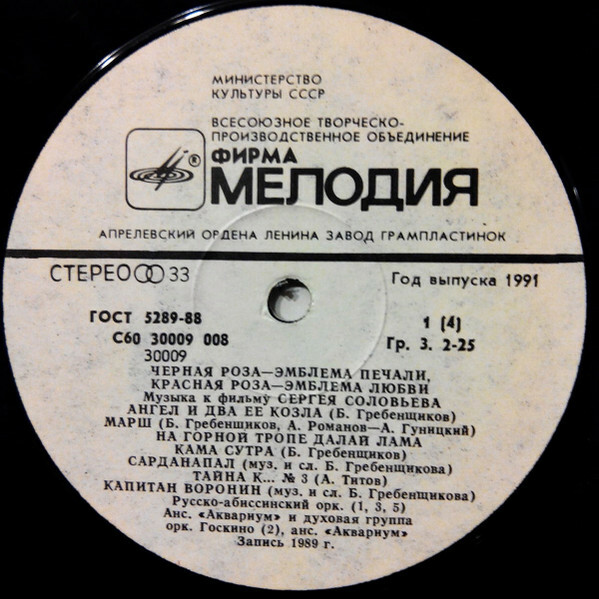 МИНИСТЕРСТВО
КУЛЬТУРЫ СССР
ВСЕСОЮЗНОЕ ТВОРЧЕСКО-
ПРОИЗВОДСТВЕННОЕ ОБЪЕДИНЕНИЕ
®
ФИРМА
МЕЛОДИЯ
АПРЕЛЕВСКИЙ ОРДЕНА ЛЕНИНА ЗАВОД ГРАМПЛАСТИНОК
СТЕРЕО 33
Год выпуска 1991
ГОСТ 5289-88
1 (4)
С60 30009 008
Гр. 3. 2-25
30009
ЧЕРНАЯ РОЗА—ЭМБЛЕМА ПЕЧАЛИ,
КРАСНАЯ РОЗА—ЭМБЛЕМА ЛЮБВИ
Музыка к фильму СЕРГЕЯ СОЛОВЬЕВА
АНГЕЛ И ДВА ЕЕ КОЗЛА (Б. Гребенщиков)
МАРШ (Б. Гребенщиков, А. Романов—А. Гуницкий)
НА ГОРНОЙ ТРОПЕ ДАЛАЙ ЛАМА
КАМА СУТРА (Б. Гребенщиков)
САРДАНАПАЛ (муз. и сл. Б. Гребенщикова)
ТАЙНА К... № 3 (А. Титов)
КАПИТАН ВОРОНИН (муз. и сл. Б. Гребенщикова)
Русско-абиссинский орк. (1, 3, 5)
Анс. «Аквариум» и духовая группа
орк. Госкино (2), анс. «Аквариум»
Запись 1989 г.